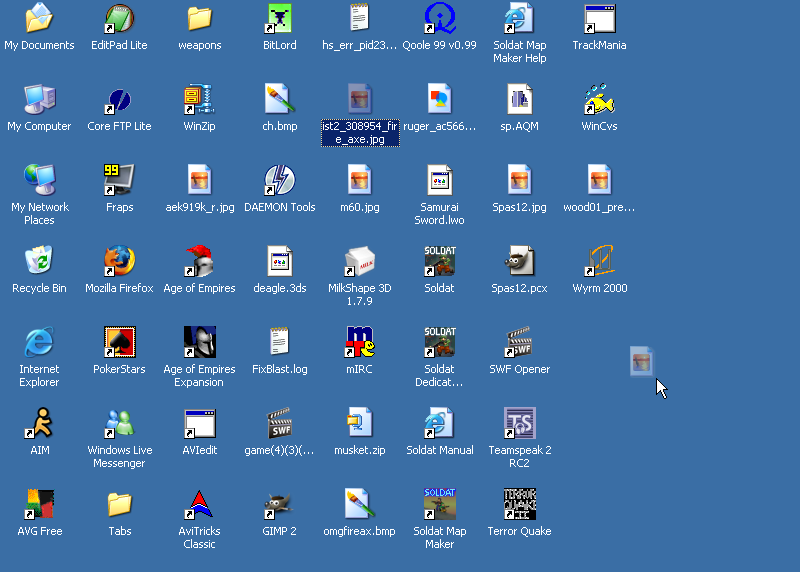 My Documents
EditPad Lite
weapons
BitLord
hs_err_pid23...
Qoole 99 v0.99
Soldat Map
Maker Help
TrackMania
My Computer
Core FTP Lite
WinZip
ch.bmp
ist2_308954_fir
e_axe.jpg
ruger_ac566...
sp.AQM
WinCvs
My Network
Places
99
Fraps
aek919k_r.jpg
DAEMON Tools
m60.jpg
Samurai
Sword.lwo
Spas12.jpg
wood01_pre...
Recycle Bin
Mozilla Firefox
Age of Empires
deagle.3ds
MILK
MilkShape 3D
1.7.9
SOLDAT
Soldat
Spas12.pcx
Wyrm 2000
Internet
Explorer
PokerStars
Age of Empires
Expansion
FixBlast.log
mIRC
SOLDAT
Soldat
Dedicat...
SWF
SWF Opener
AIM
Windows Live
Messenger
AVIedit
SWF
game(4)(3)(...
musket.zip
Soldat Manual
TS
Teamspeak 2
RC2
AVG Free
Tabs
AviTricks
Classic
GIMP 2
omgfireax.bmp
SOLDAT
Soldat Map
Maker
TERROR
QUAKE
Terror Quake